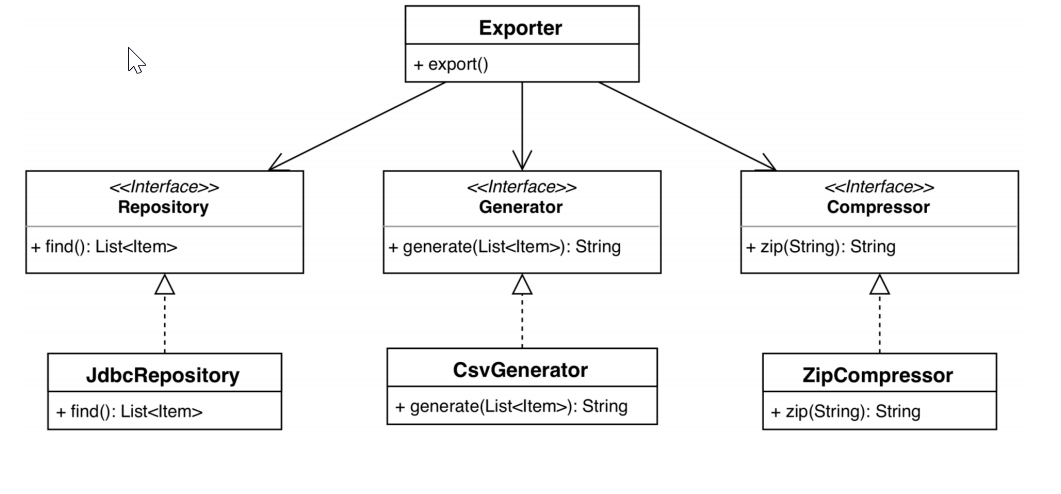 Exporter
+ export()
<<Interface>>
Repository
+ find(): List<Item>
<<Interface>>
Generator
+ generate(List<Item>): String
<<Interface>>
Compressor
+ zip(String): String
JdbcRepository
+ find(): List<Item>
CsvGenerator
+ generate(List<Item>): String
ZipCompressor
+ zip(String): String